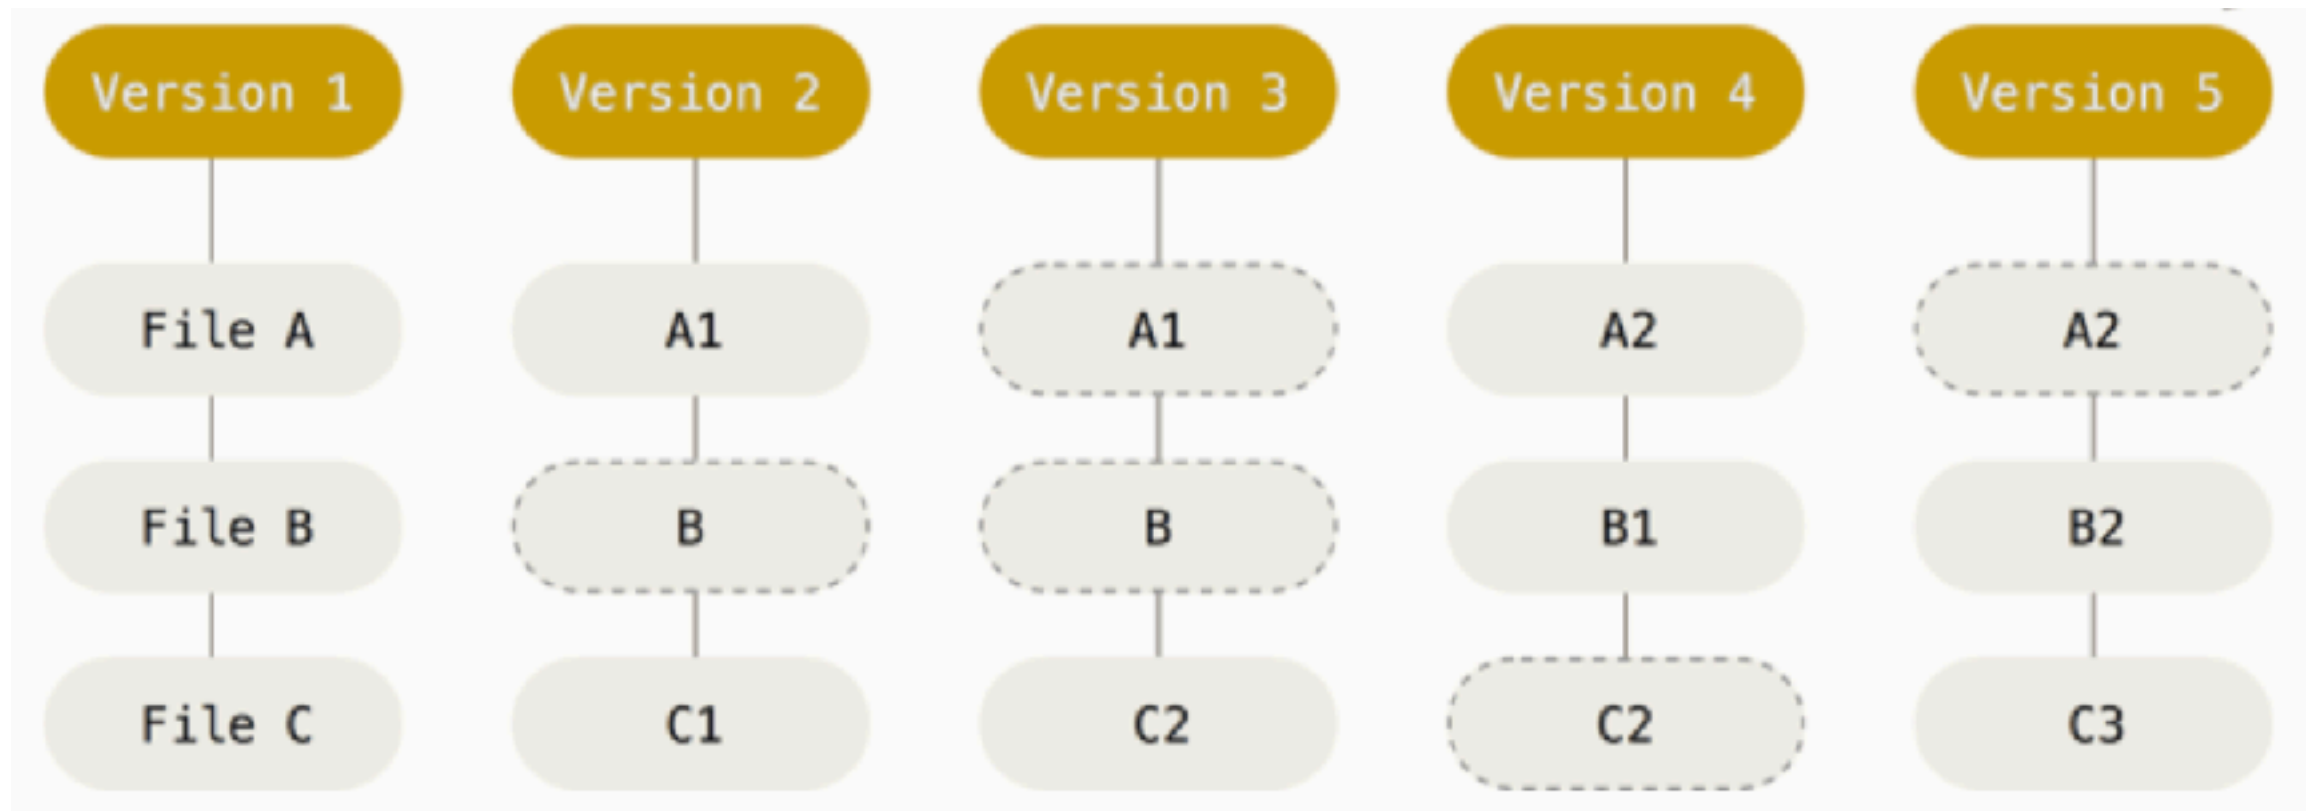 Version 1 Version 2 Version 3 Version 4 Version 5
File A A1 A1 A2 A2
File B B B B1 B2
File C C1 C2 C2 C3